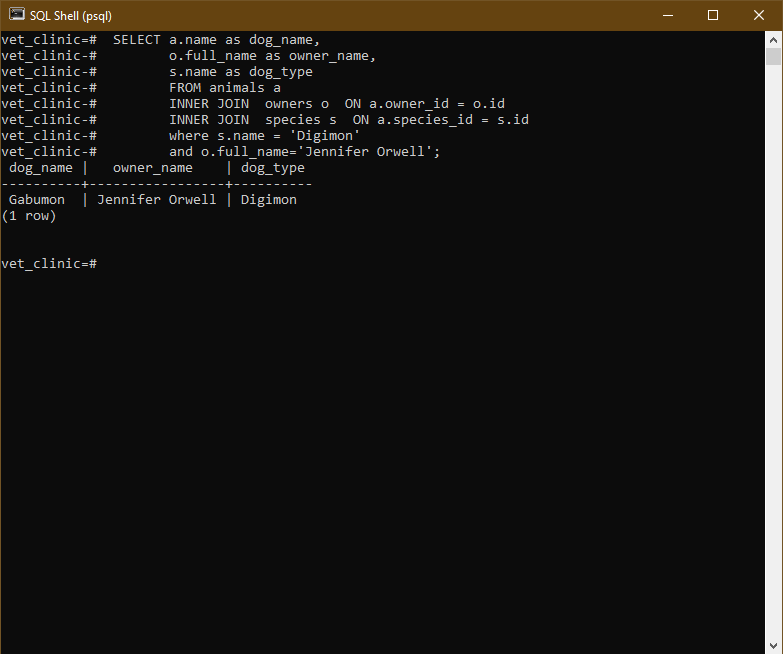 SQL Shell (psql)
vet_clinic=#  SELECT a.name as dog_name,
vet_clinic-#         o.full_name as owner_name,
vet_clinic-#         s.name as dog_type
vet_clinic-#         FROM animals a
vet_clinic-#         INNER JOIN  owners o  ON a.owner_id = o.id
vet_clinic-#         INNER JOIN  species s  ON a.species_id = s.id
vet_clinic-#         where s.name = 'Digimon'
vet_clinic-#         and o.full_name='Jennifer Orwell';
 dog_name |   owner_name    | dog_type
----------+-----------------+----------
 Gabumon  | Jennifer Orwell | Digimon
(1 row)
vet_clinic=#